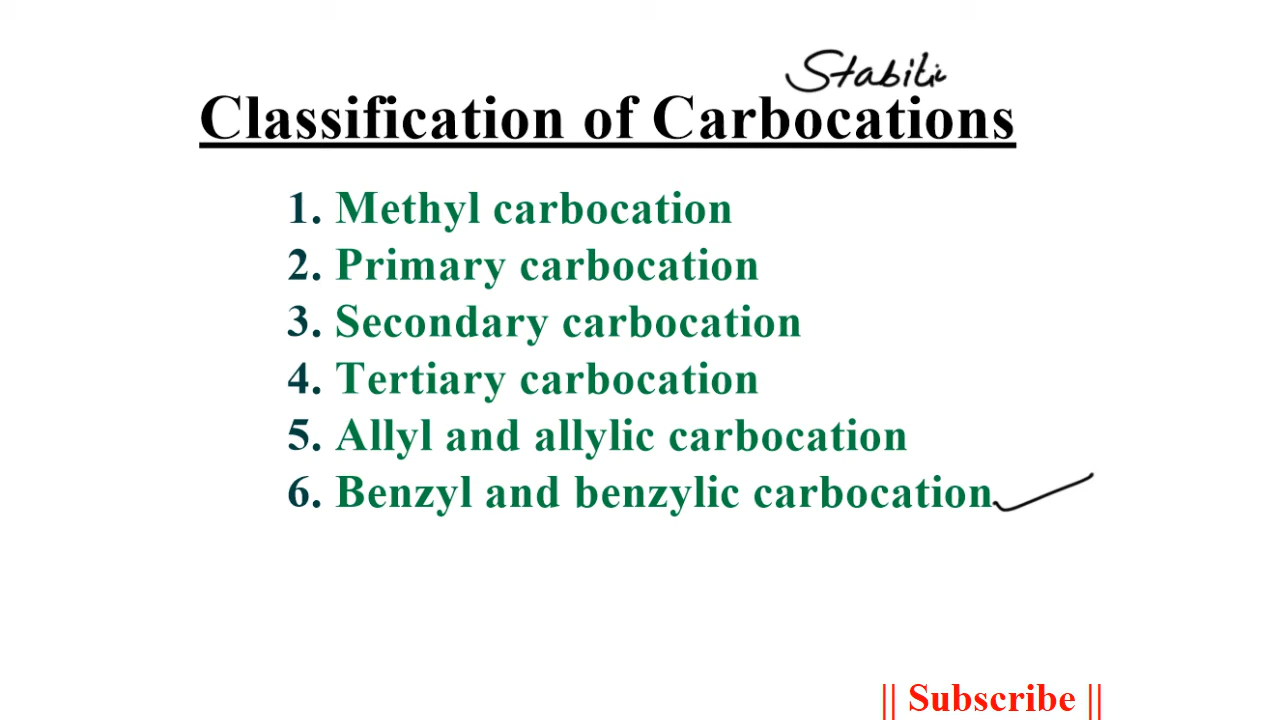 Classification of Carbocations
1. Methyl carbocation
2. Primary carbocation
3. Secondary carbocation
4. Tertiary carbocation
5. Allyl and allylic carbocation
6. Benzyl and benzylic carbocation
|| Subscribe ||